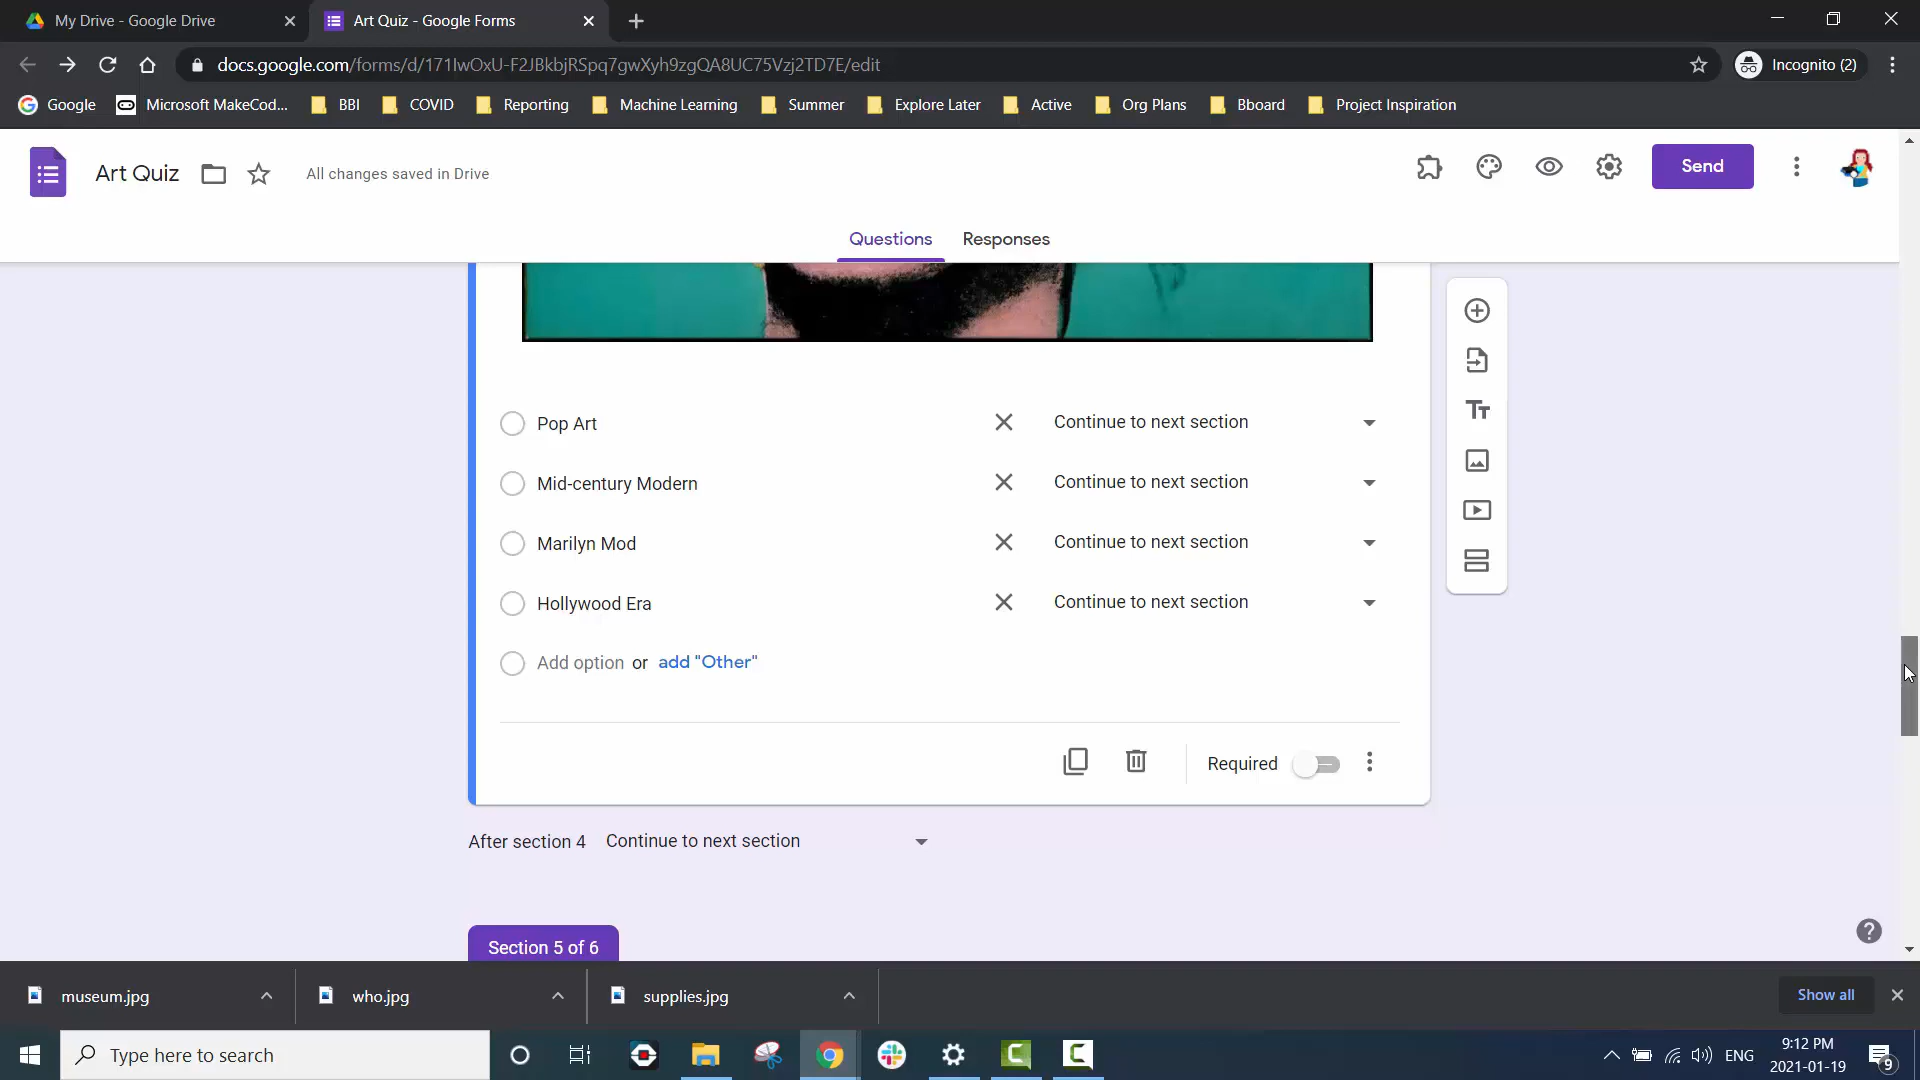 My Drive - Google Drive
Art Quiz - Google Forms
docs.google.com/forms/d/171IwOxU-F2JBkbjRSpq7gwXyh9zgQA8UC75Vzj2TD7E/edit
Incognito (2)
Google
Microsoft MakeCod...
BBI
COVID
Reporting
Machine Learning
Summer
Explore Later
Active
Org Plans
Bboard
Project Inspiration
Art Quiz
All changes saved in Drive
Send
Questions
Responses
Pop Art
Continue to next section
Mid-century Modern
Continue to next section
Marilyn Mod
Continue to next section
Hollywood Era
Continue to next section
Add option or add "Other"
Required
After section 4 Continue to next section
Section 5 of 6
museum.jpg
who.jpg
supplies.jpg
Show all
Type here to search
ENG
9:12 PM
2021-01-19
9